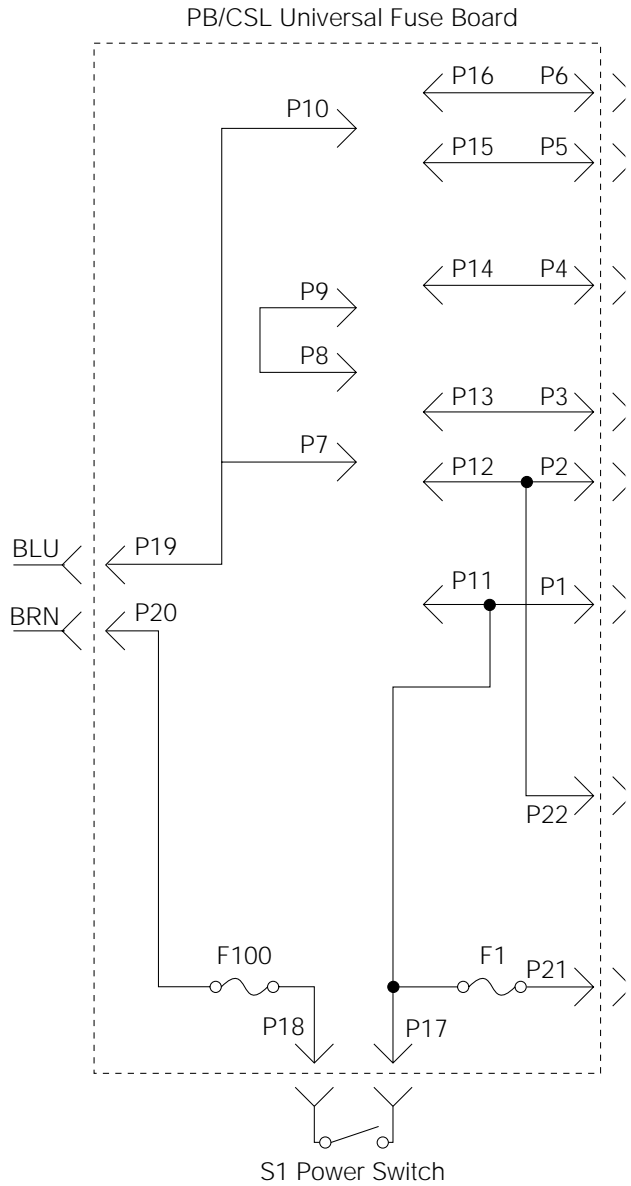 PB/CSL Universal Fuse Board
P16 P6
P10
P15 P5
P14 P4
P9
P8
P13 P3
P7
P12 P2
BLU P19
P11 P1
BRN P20
P22
F100
F1
P21
P18
P17
S1 Power Switch